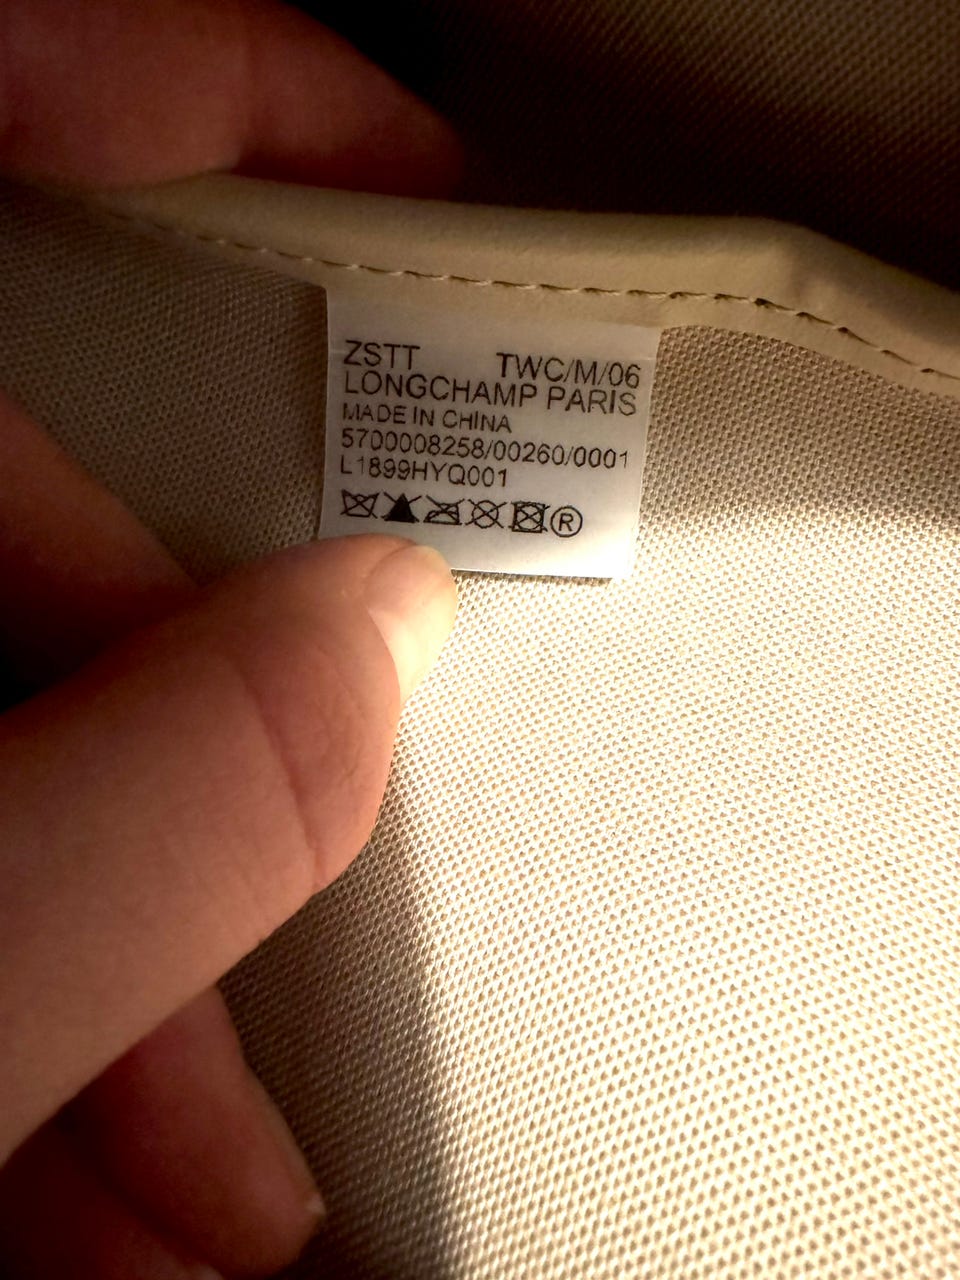 ZSTT TWC/M/06
LONGCHAMP PARIS
MADE IN CHINA
5700008258/00260/0001
L1899HYQ001
®